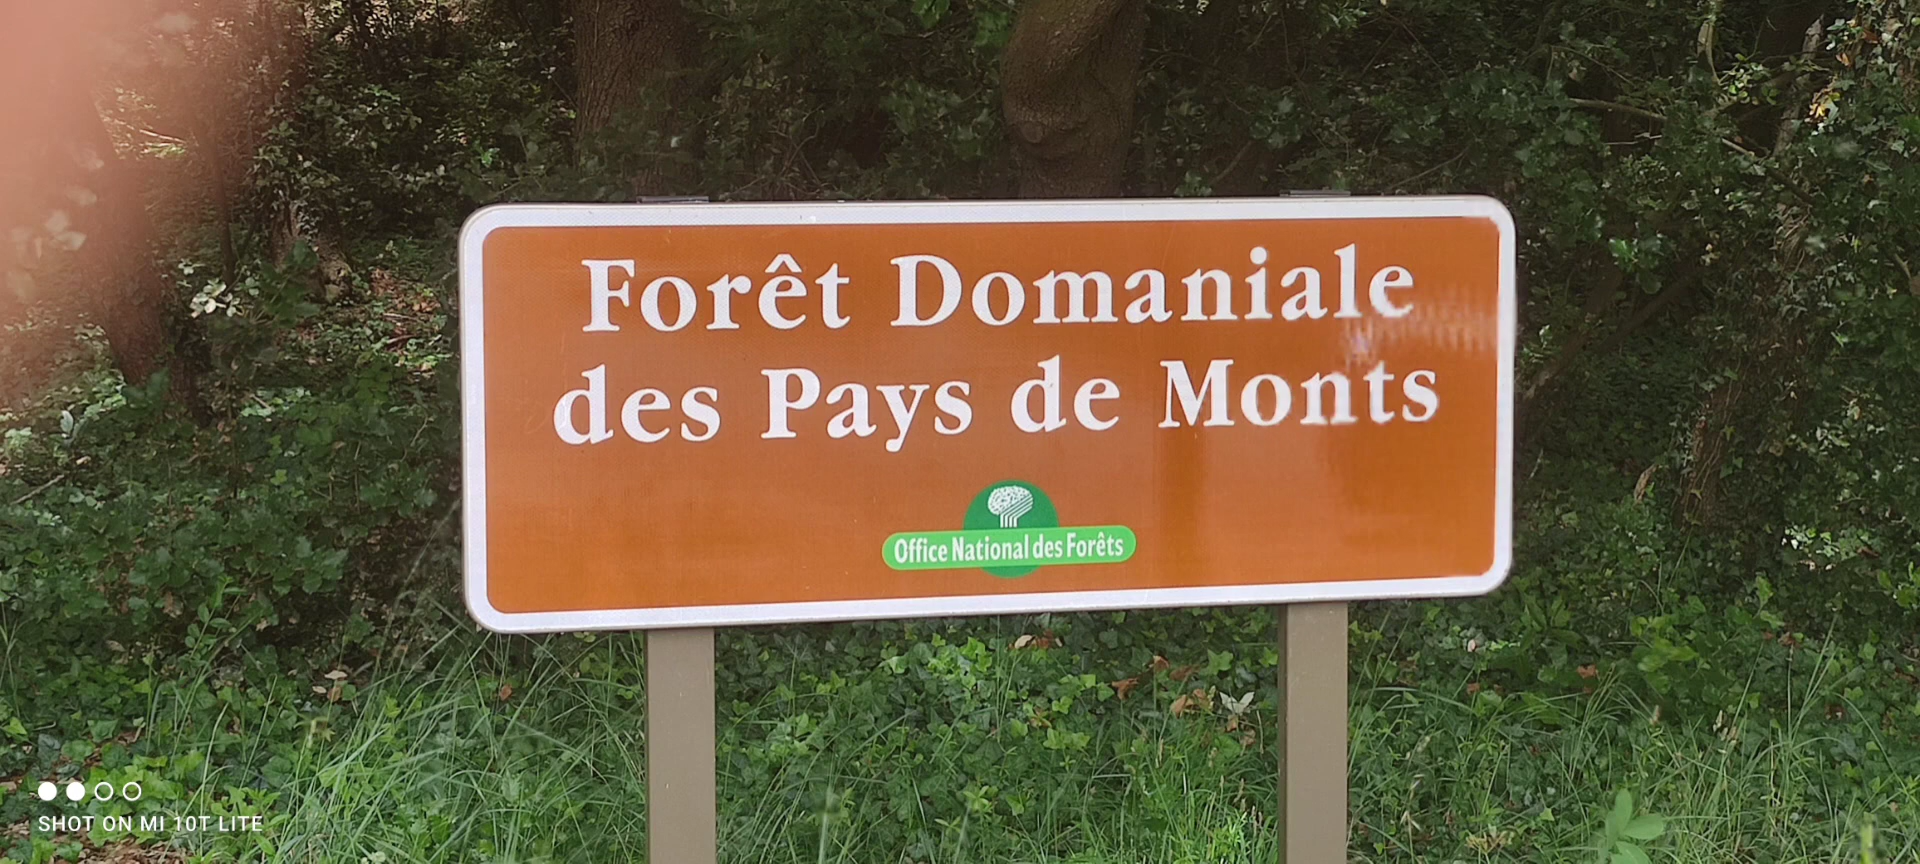 Forêt Domaniale
des Pays de Monts
Office National des Forêts
SHOT ON MI 10T LITE